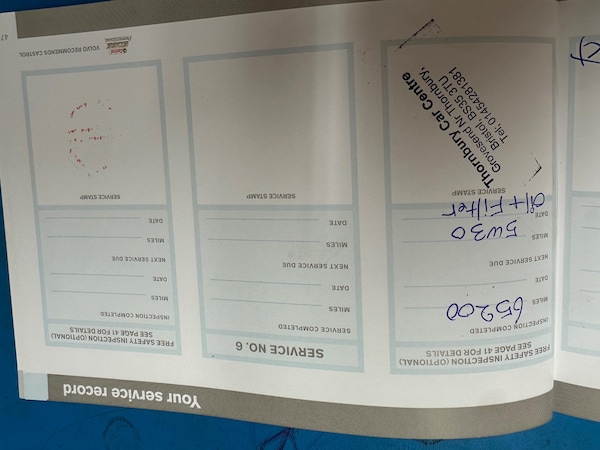 Your service record
FREE SAFETY INSPECTION (OPTIONAL)
SEE PAGE 41 FOR DETAILS
INSPECTION COMPLETED
MILES 65200
DATE
NEXT SERVICE DUE
MILES 5W30
DATE Oil + Filter
SERVICE STAMP
Thornbury Car Centre
Grovesend Nr Thornbury,
Bristol, BS35 3TU
Tel: 01454281381
SERVICE NO. 6
SERVICE COMPLETED
MILES
DATE
NEXT SERVICE DUE
MILES
DATE
SERVICE STAMP
FREE SAFETY INSPECTION (OPTIONAL)
SEE PAGE 41 FOR DETAILS
INSPECTION COMPLETED
MILES
DATE
NEXT SERVICE DUE
MILES
DATE
SERVICE STAMP
VOLVO RECOMMENDS CASTROL
47